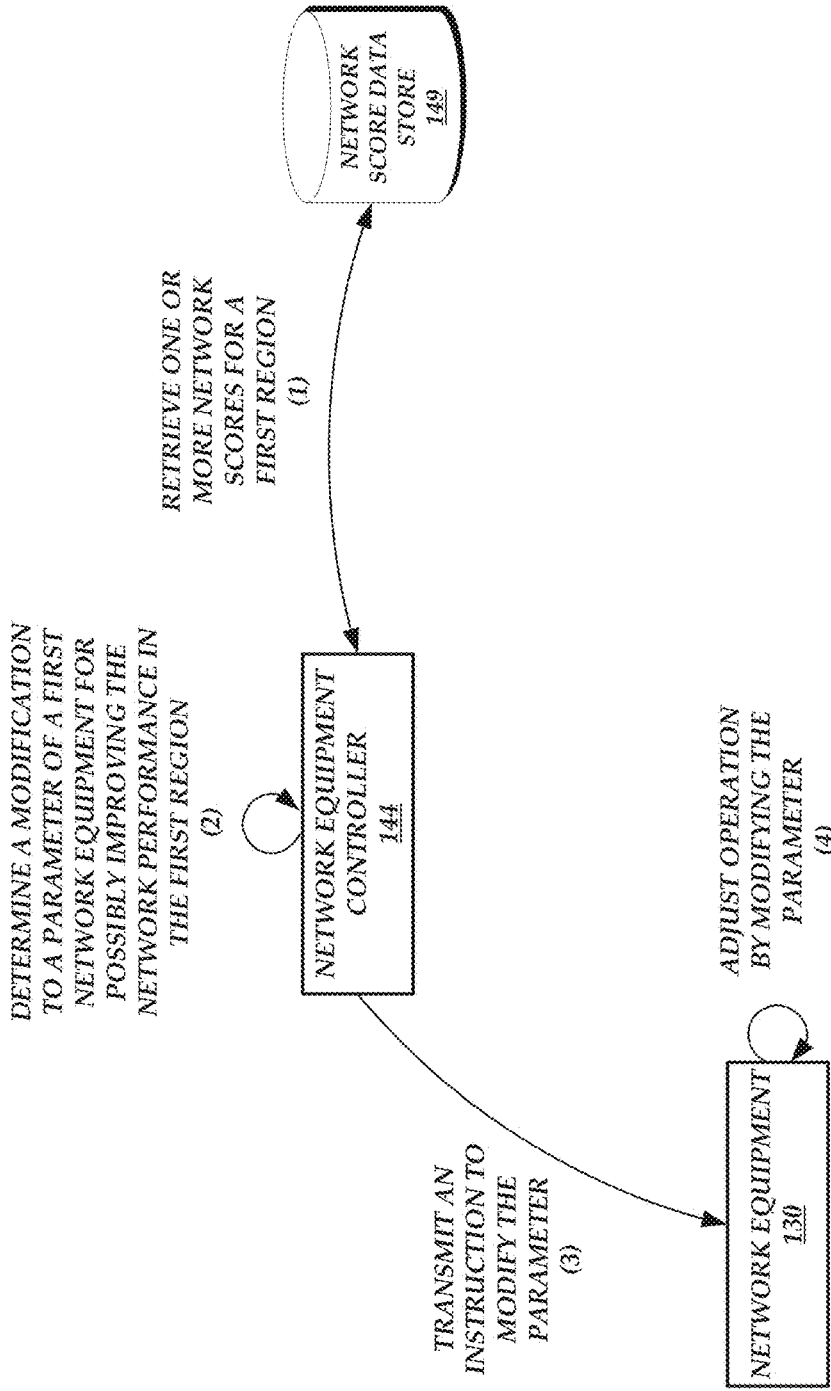 DETERMINE A MODIFICATION
TO A PARAMETER OF A FIRST
NETWORK EQUIPMENT FOR
POSSIBLY IMPROVING THE
NETWORK PERFORMANCE IN
THE FIRST REGION
(2)
RETRIEVE ONE OR
MORE NETWORK
SCORES FOR A
FIRST REGION
(1)
NETWORK EQUIPMENT
CONTROLLER
144
NETWORK
SCORE DATA
STORE
149
TRANSMIT AN
INSTRUCTION TO
MODIFY THE
PARAMETER
(3)
ADJUST OPERATION
BY MODIFYING THE
PARAMETER
(4)
NETWORK EQUIPMENT
130